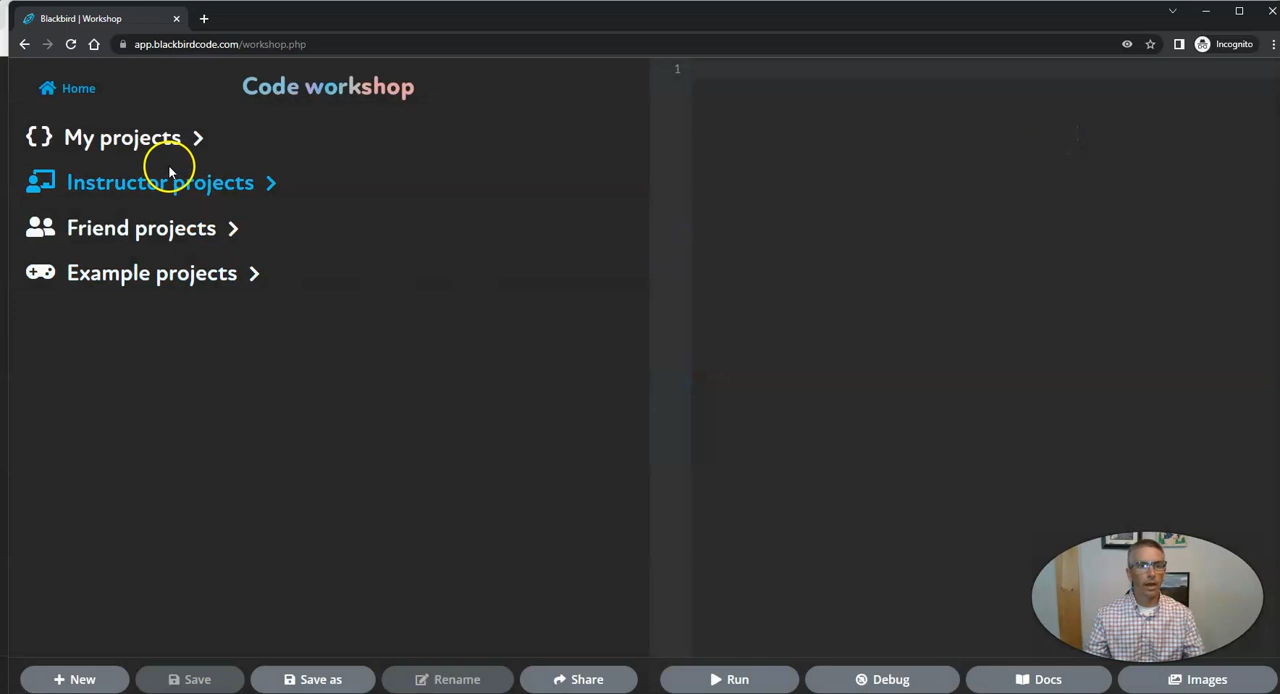 Blackbird | Workshop
app.blackbirdcode.com/workshop.php
Incognito
Home
Code workshop
My projects
Instructor projects
Friend projects
Example projects
1
New
Save
Save as
Rename
Share
Run
Debug
Docs
Images